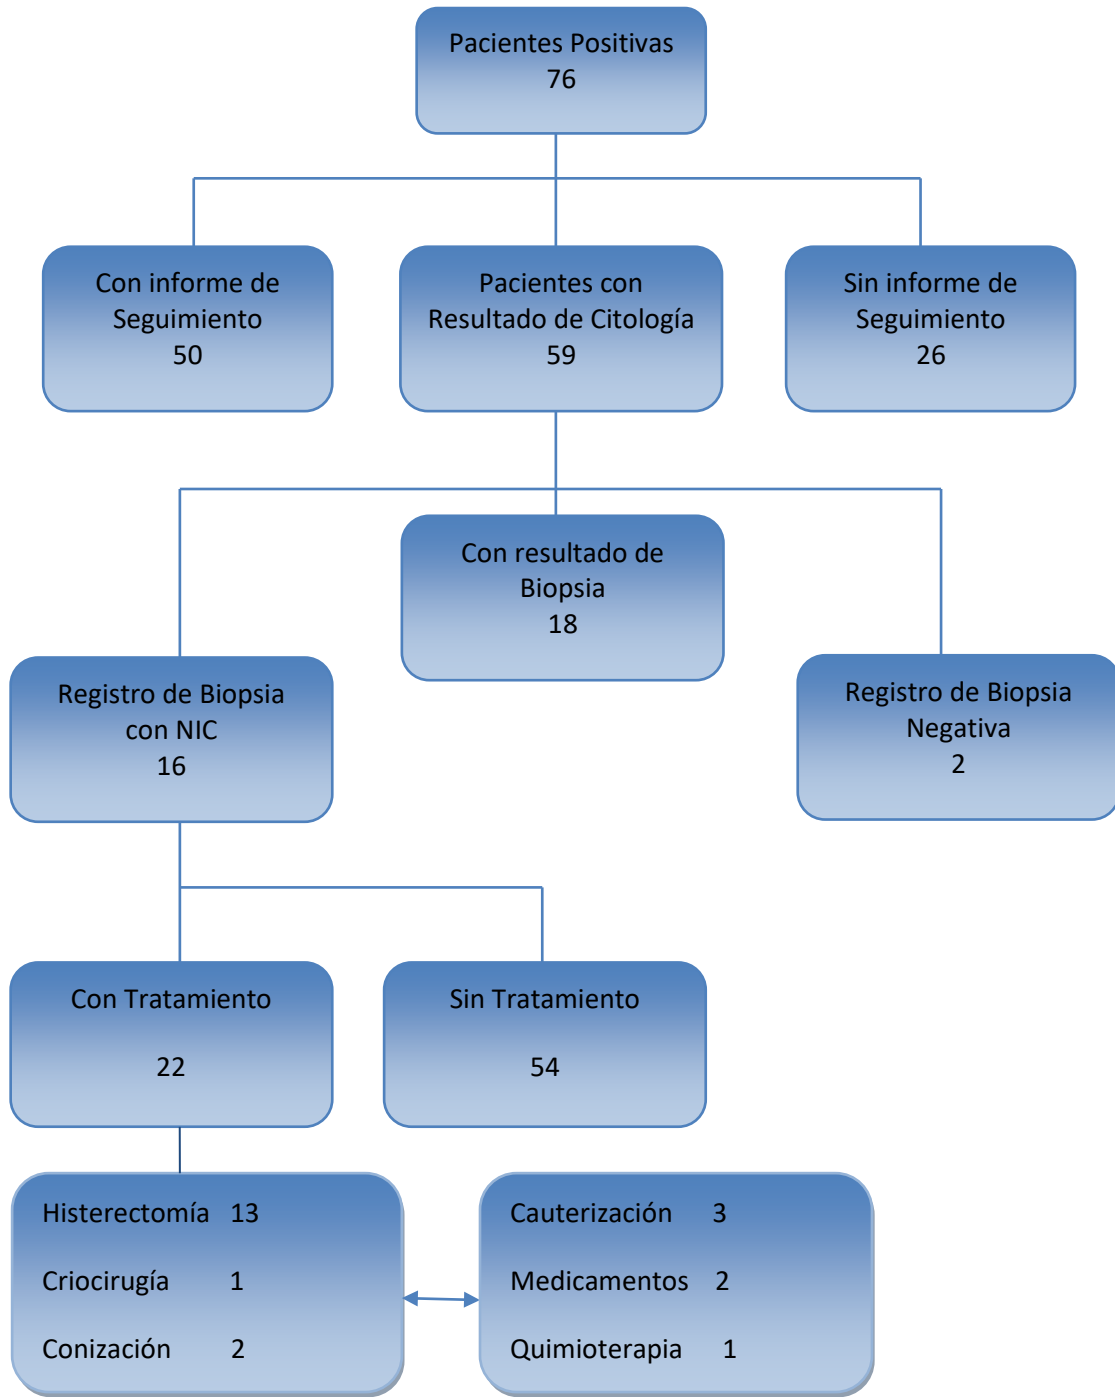 Pacientes Positivas
76
Con informe de
Seguimiento
50
Pacientes con
Resultado de Citología
59
Sin informe de
Seguimiento
26
Con resultado de
Biopsia
18
Registro de Biopsia
con NIC
16
Registro de Biopsia
Negativa
2
Con Tratamiento
22
Sin Tratamiento
54
Histerectomía 13
Criocirugía 1
Conización 2
Cauterización 3
Medicamentos 2
Quimioterapia 1